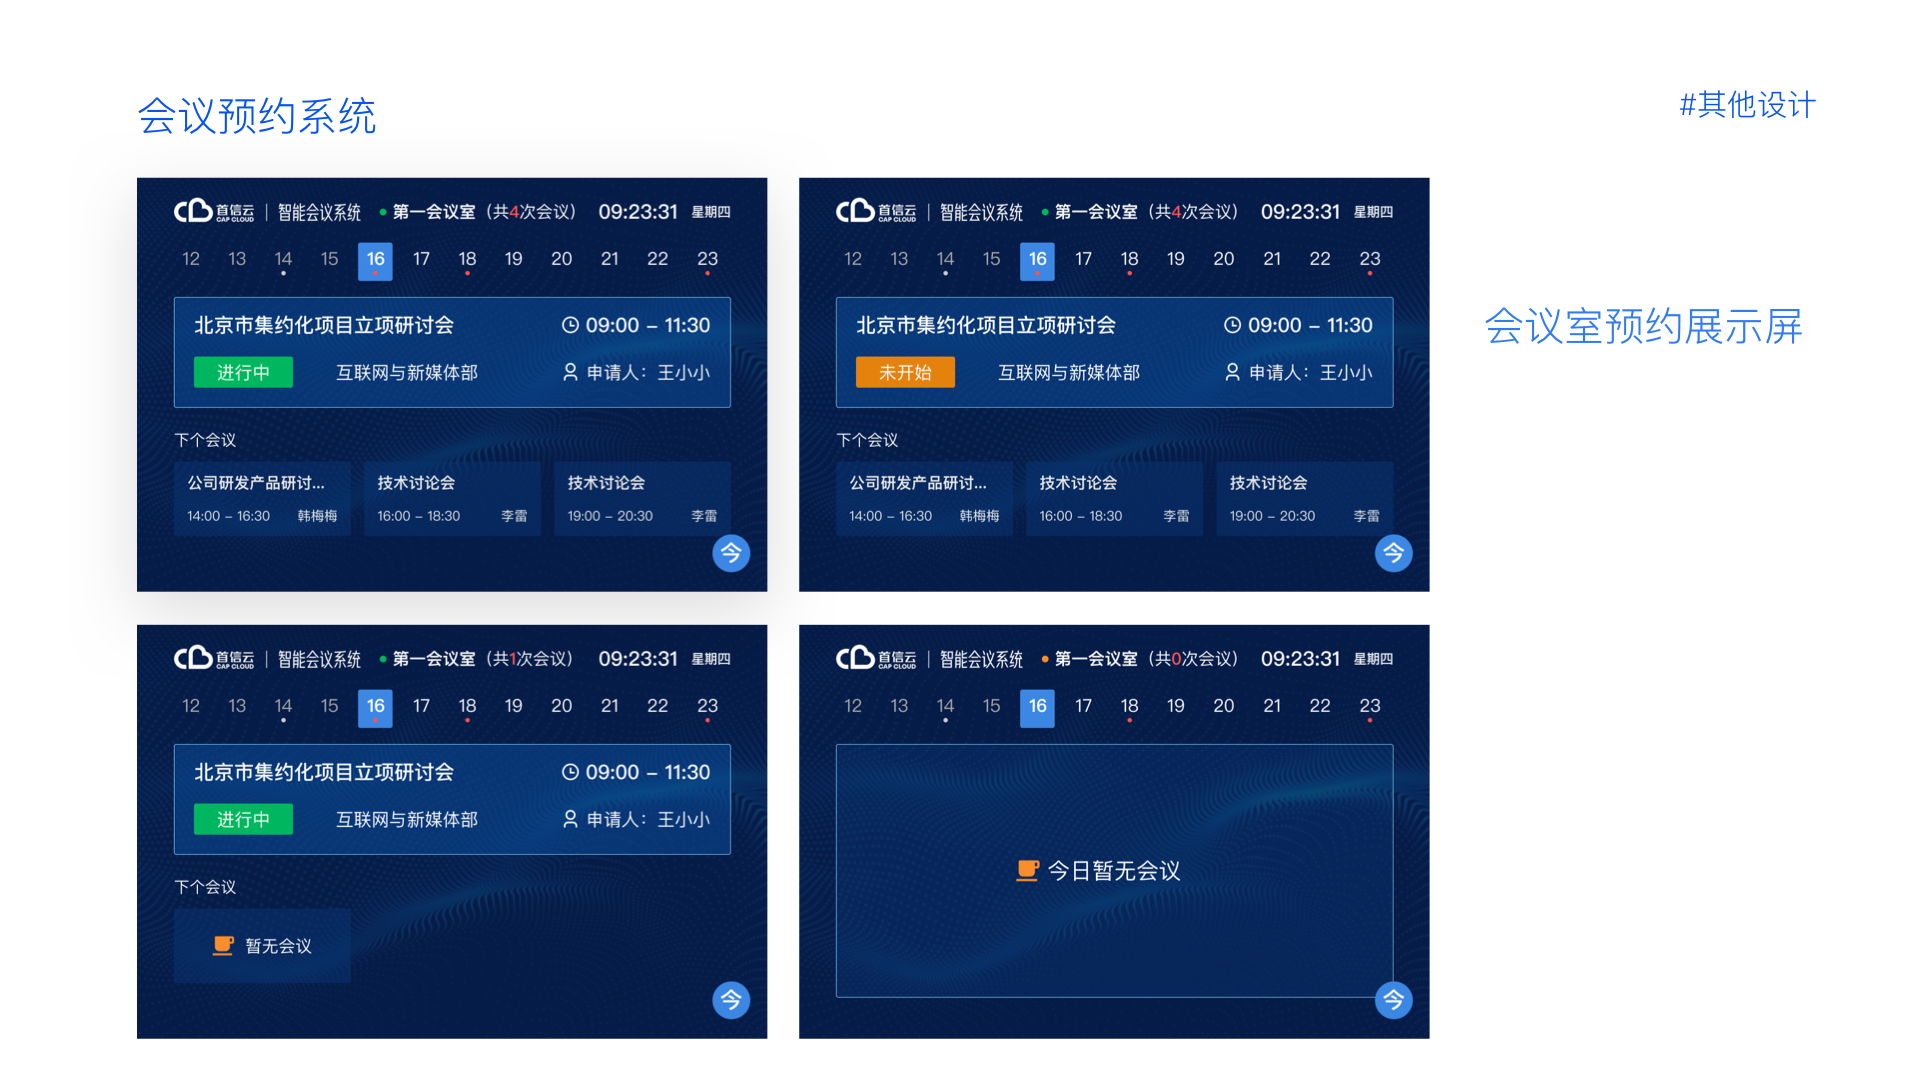 会议预约系统
#其他设计
会议室预约展示屏
首信云 CAP CLOUD | 智能会议系统 第一会议室 (共4次会议) 09:23:31 星期四
12 13 14 15 16 17 18 19 20 21 22 23
北京市集约化项目立项研讨会 09:00 – 11:30
进行中 互联网与新媒体部 申请人：王小小
下个会议
公司研发产品研讨... 技术讨论会 技术讨论会
14:00 – 16:30 韩梅梅 16:00 – 18:30 李雷 19:00 – 20:30 李雷
今
首信云 CAP CLOUD | 智能会议系统 第一会议室 (共4次会议) 09:23:31 星期四
12 13 14 15 16 17 18 19 20 21 22 23
北京市集约化项目立项研讨会 09:00 – 11:30
未开始 互联网与新媒体部 申请人：王小小
下个会议
公司研发产品研讨... 技术讨论会 技术讨论会
14:00 – 16:30 韩梅梅 16:00 – 18:30 李雷 19:00 – 20:30 李雷
今
首信云 CAP CLOUD | 智能会议系统 第一会议室 (共1次会议) 09:23:31 星期四
12 13 14 15 16 17 18 19 20 21 22 23
北京市集约化项目立项研讨会 09:00 – 11:30
进行中 互联网与新媒体部 申请人：王小小
下个会议
暂无会议
今
首信云 CAP CLOUD | 智能会议系统 第一会议室 (共0次会议) 09:23:31 星期四
12 13 14 15 16 17 18 19 20 21 22 23
今日暂无会议
今